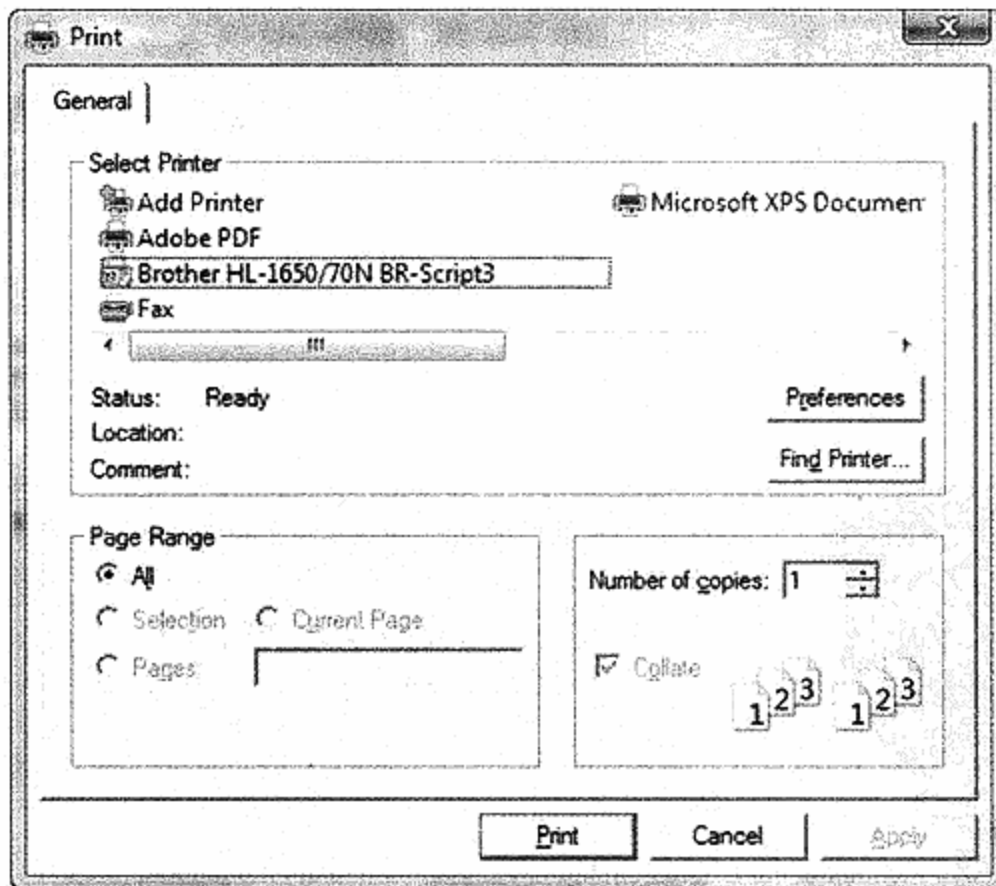 Print
General
Select Printer
Add Printer
Microsoft XPS Documen
Adobe PDF
Brother HL-1650/70N BR-Script3
Fax
Status: Ready
Preferences
Location:
Find Printer...
Comment:
Page Range
All
Number of copies: 1
Selection
Current Page
Pages
Collate
1 2 3 1 2 3
Print
Cancel
Apply